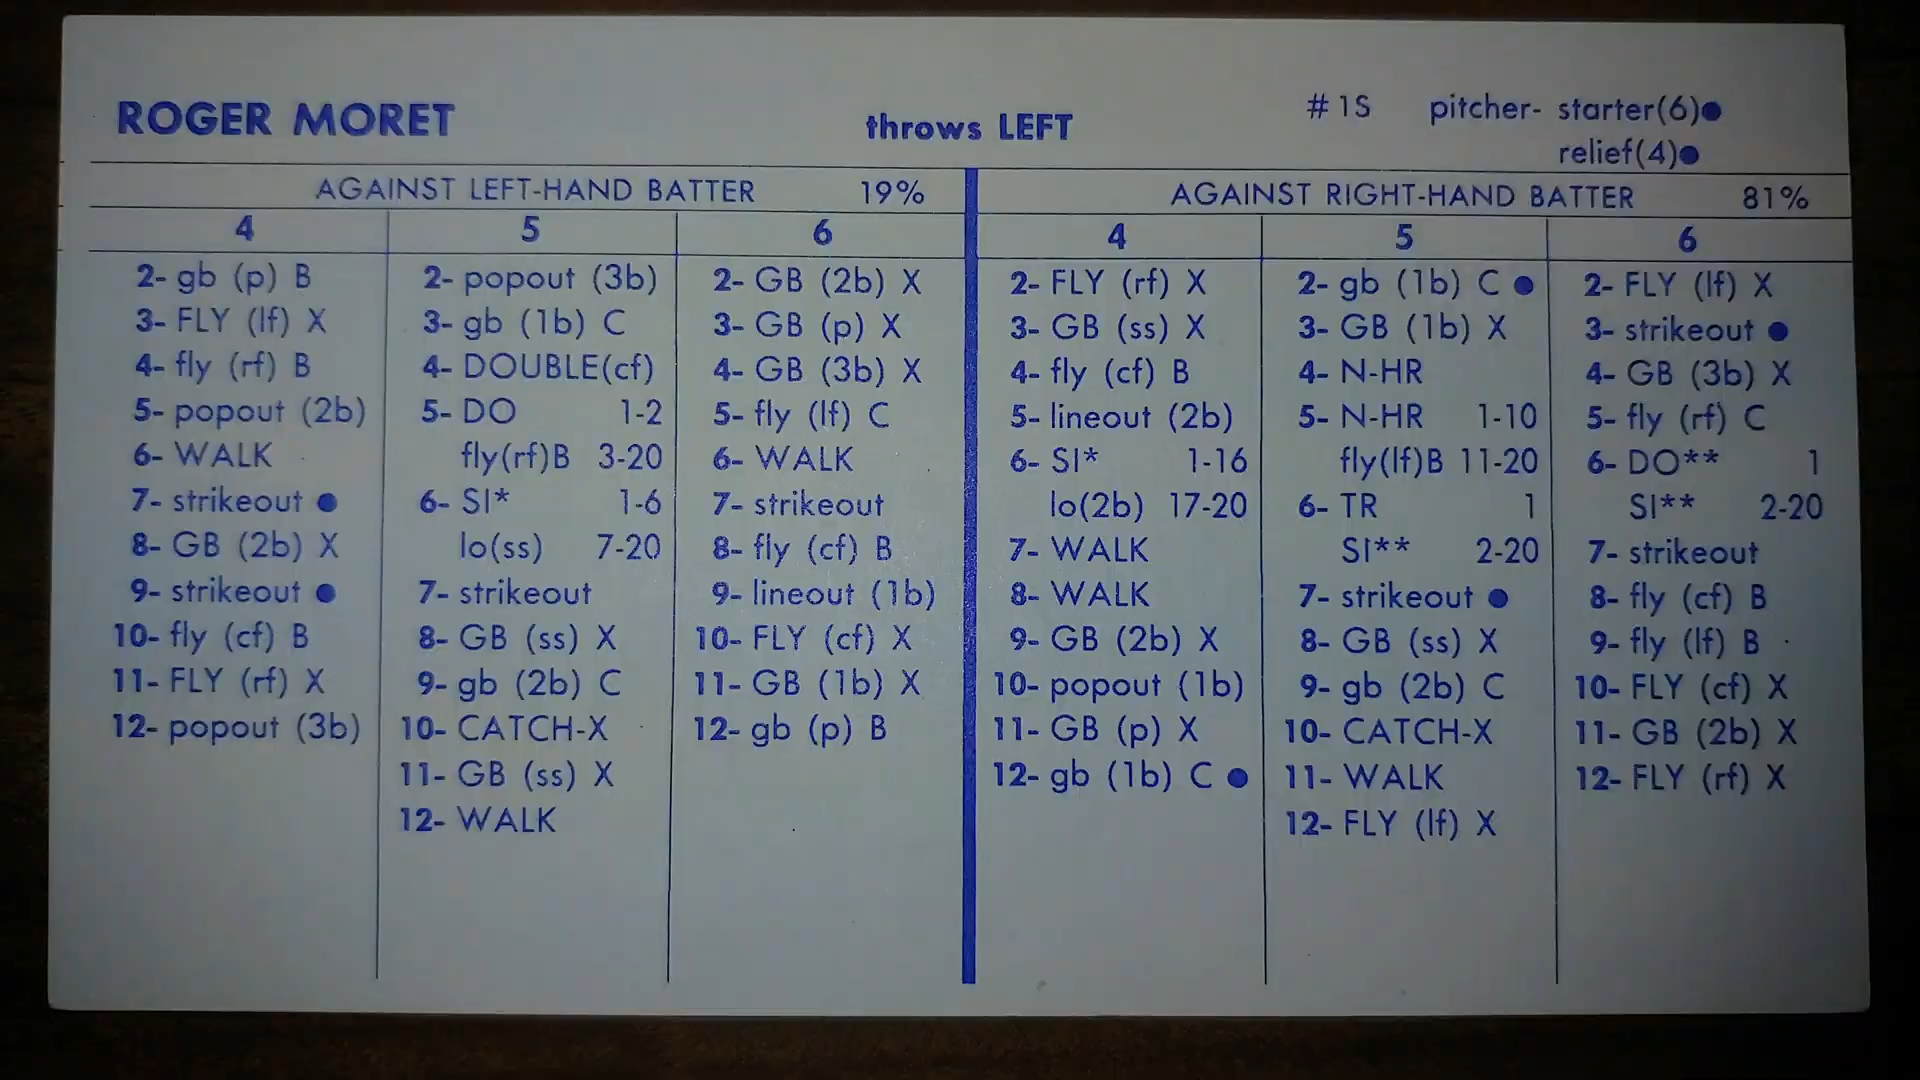 ROGER MORET
throws LEFT
#1S pitcher- starter(6)●
relief(4)●
AGAINST LEFT-HAND BATTER 19%
4
2- gb (p) B
3- FLY (lf) X
4- fly (rf) B
5- popout (2b)
6- WALK
7- strikeout ●
8- GB (2b) X
9- strikeout ●
10- fly (cf) B
11- FLY (rf) X
12- popout (3b)
5
2- popout (3b)
3- gb (1b) C
4- DOUBLE(cf)
5- DO 1-2
fly(rf)B 3-20
6- SI* 1-6
lo(ss) 7-20
7- strikeout
8- GB (ss) X
9- gb (2b) C
10- CATCH-X
11- GB (ss) X
12- WALK
6
2- GB (2b) X
3- GB (p) X
4- GB (3b) X
5- fly (lf) C
6- WALK
7- strikeout
8- fly (cf) B
9- lineout (1b)
10- FLY (cf) X
11- GB (1b) X
12- gb (p) B
AGAINST RIGHT-HAND BATTER 81%
4
2- FLY (rf) X
3- GB (ss) X
4- fly (cf) B
5- lineout (2b)
6- SI* 1-16
lo(2b) 17-20
7- WALK
8- WALK
9- GB (2b) X
10- popout (1b)
11- GB (p) X
12- gb (1b) C ●
5
2- gb (1b) C ●
3- GB (1b) X
4- N-HR
5- N-HR 1-10
fly(lf)B 11-20
6- TR 1
SI** 2-20
7- strikeout ●
8- GB (ss) X
9- gb (2b) C
10- CATCH-X
11- WALK
12- FLY (lf) X
6
2- FLY (lf) X
3- strikeout ●
4- GB (3b) X
5- fly (rf) C
6- DO** 1
SI** 2-20
7- strikeout
8- fly (cf) B
9- fly (lf) B
10- FLY (cf) X
11- GB (2b) X
12- FLY (rf) X